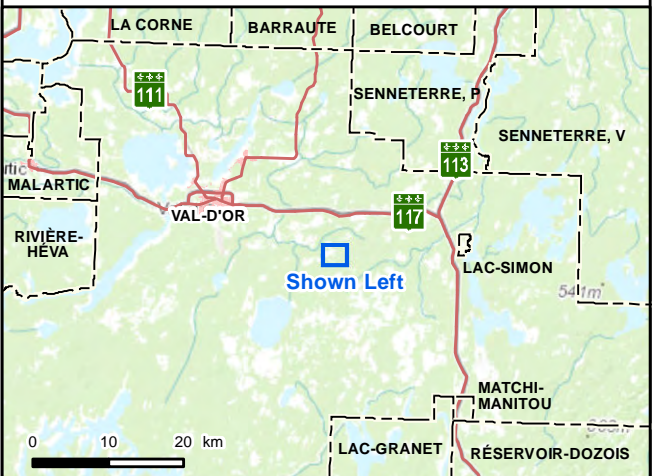 LA CORNE
BARRAUTE
BELCOURT
111
SENNETERRE, P
113
SENNETERRE, V
tic
MALARTIC
VAL-D'OR
117
RIVIÈRE-
HÉVA
LAC-SIMON
Shown Left
541m
MATCHI-
MANITOU
0 10 20 km
LAC-GRANET
RÉSERVOIR-DOZOIS